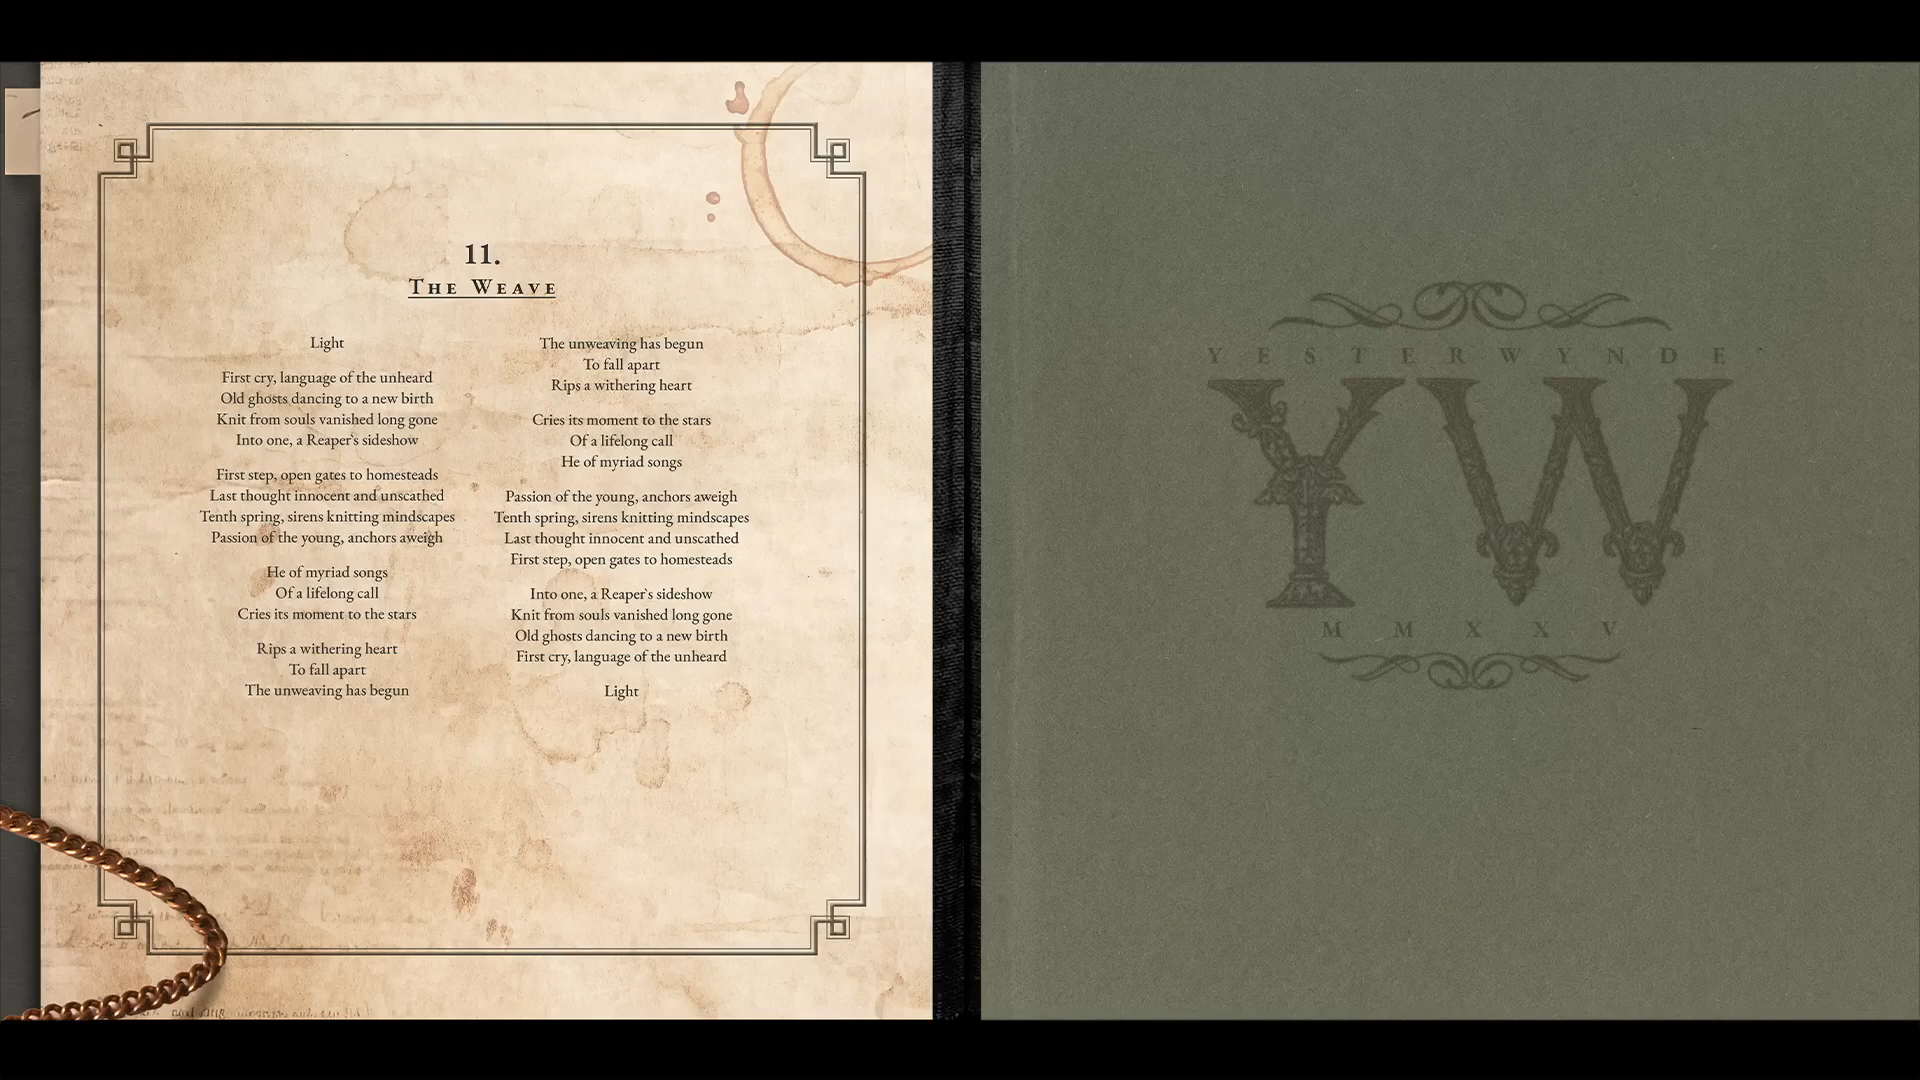 11.
The Weave
Light
First cry, language of the unheard
Old ghosts dancing to a new birth
Knit from souls vanished long gone
Into one, a Reaper`s sideshow
First step, open gates to homesteads
Last thought innocent and unscathed
Tenth spring, sirens knitting mindscapes
Passion of the young, anchors aweigh
He of myriad songs
Of a lifelong call
Cries its moment to the stars
Rips a withering heart
To fall apart
The unweaving has begun
The unweaving has begun
To fall apart
Rips a withering heart
Cries its moment to the stars
Of a lifelong call
He of myriad songs
Passion of the young, anchors aweigh
Tenth spring, sirens knitting mindscapes
Last thought innocent and unscathed
First step, open gates to homesteads
Into one, a Reaper`s sideshow
Knit from souls vanished long gone
Old ghosts dancing to a new birth
First cry, language of the unheard
Light
YESTERWYNDE
YW
MMXXV